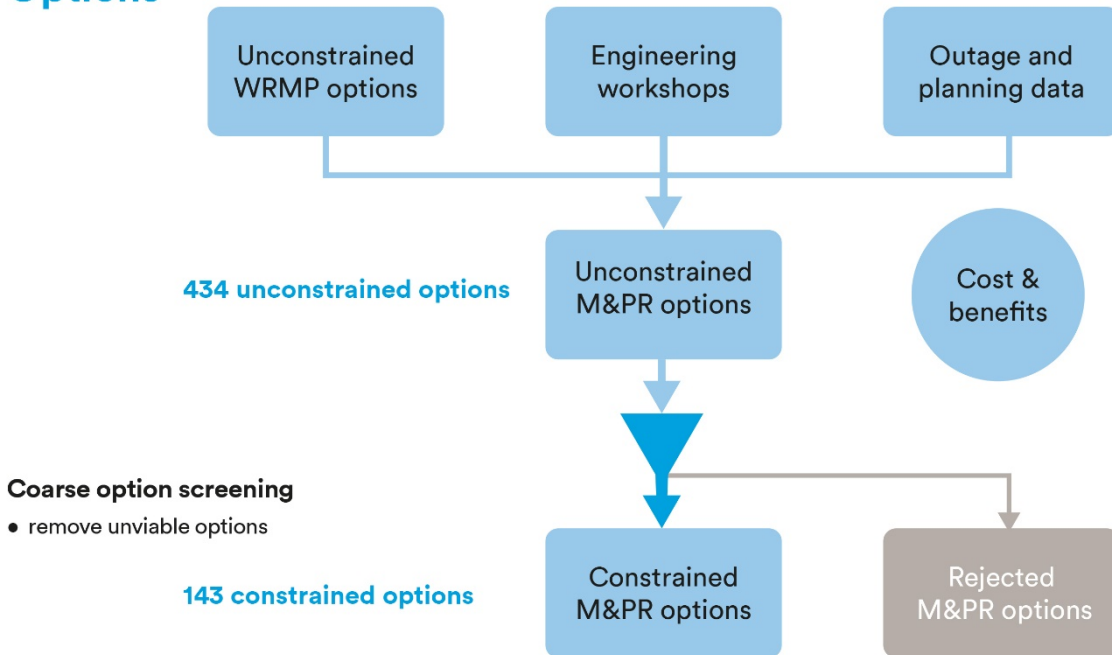 Options
Unconstrained
WRMP options
Engineering
workshops
Outage and
planning data
434 unconstrained options
Unconstrained
M&PR options
Cost &
benefits
Coarse option screening
• remove unviable options
143 constrained options
Constrained
M&PR options
Rejected
M&PR options